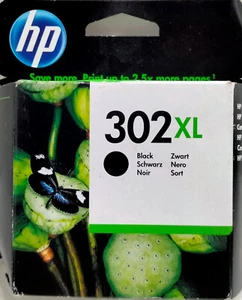 hp
Save more. Print up to 2.5x more pages!
302XL
Black Zwart
Schwarz Nero
Noir Sort